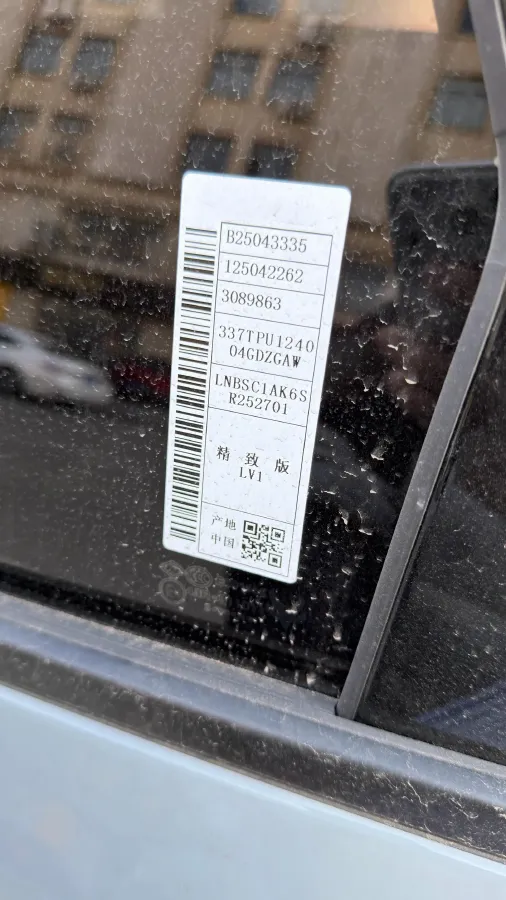 B25043335
125042262
3089863
337TPU1240
04GDZGAW
LNBSC1AK6S
R252701
精致版
LV1
产地
中国